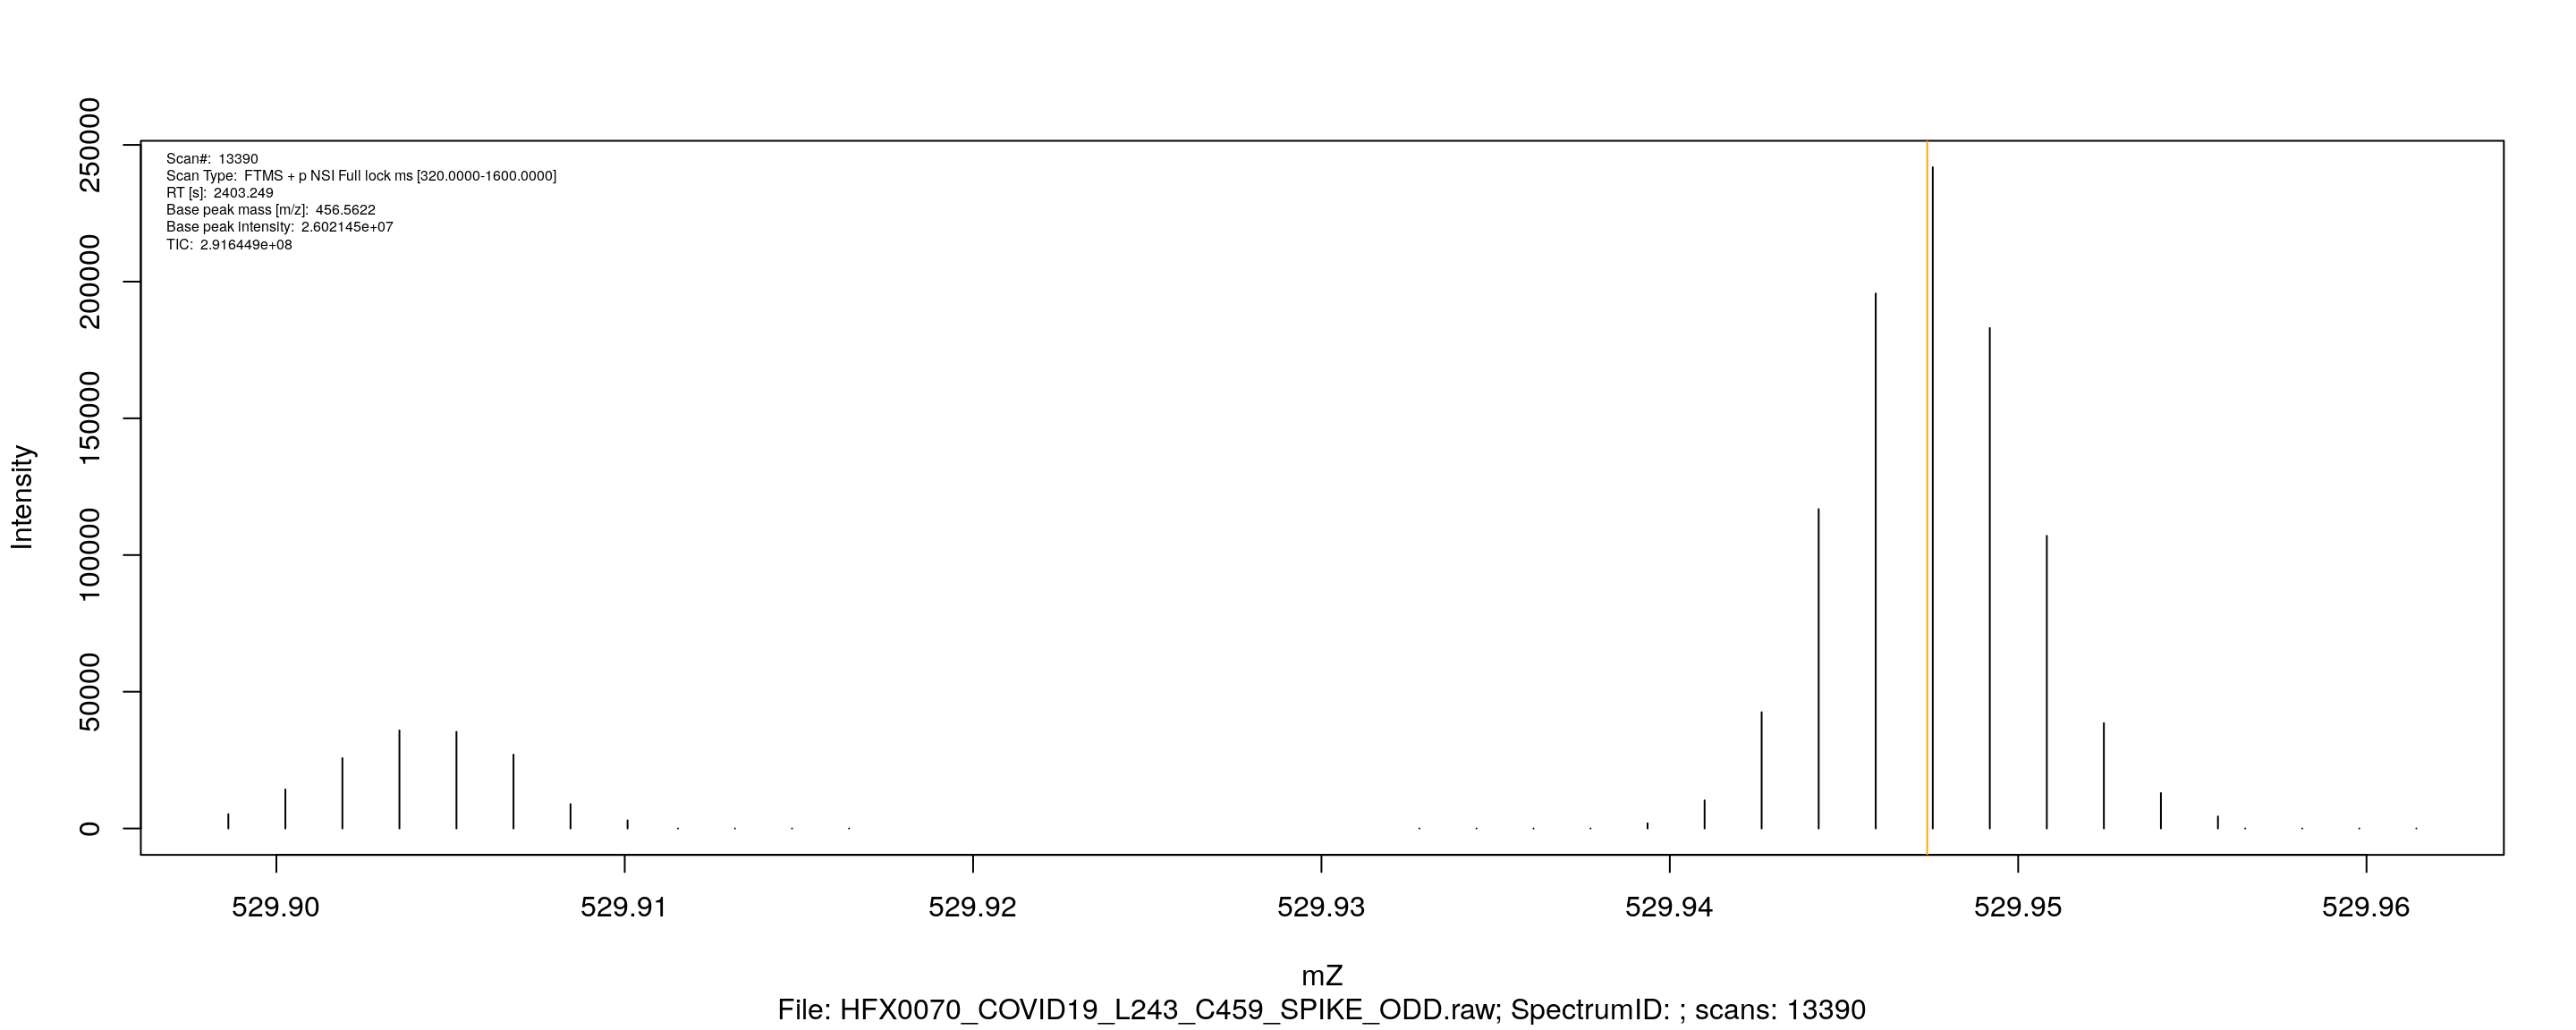 Scan#: 13390
Scan Type: FTMS + p NSI Full lock ms [320.0000-1600.0000]
RT [s]: 2403.249
Base peak mass [m/z]: 456.5622
Base peak intensity: 2.602145e+07
TIC: 2.916449e+08
250000
200000
150000
100000
50000
0
Intensity
529.90 529.91 529.92 529.93 529.94 529.95 529.96
mZ
File: HFX0070_COVID19_L243_C459_SPIKE_ODD.raw; SpectrumID: ; scans: 13390